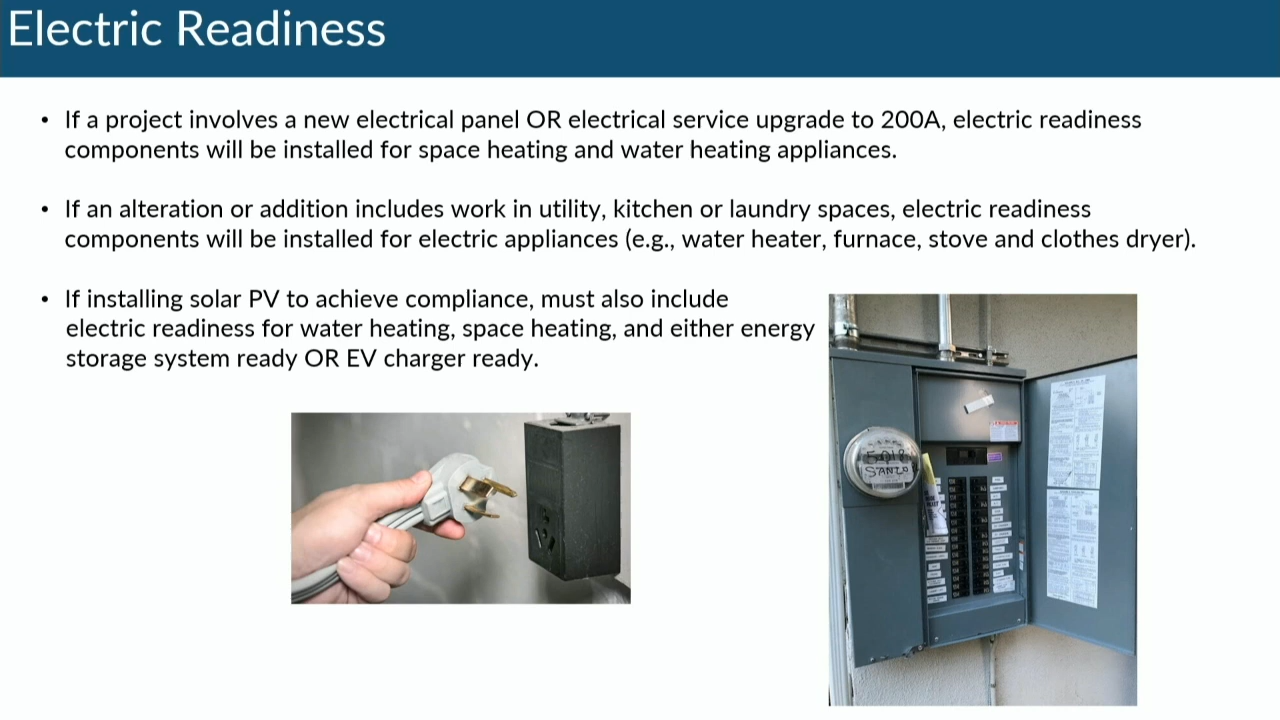 Electric Readiness
• If a project involves a new electrical panel OR electrical service upgrade to 200A, electric readiness
components will be installed for space heating and water heating appliances.
• If an alteration or addition includes work in utility, kitchen or laundry spaces, electric readiness
components will be installed for electric appliances (e.g., water heater, furnace, stove and clothes dryer).
• If installing solar PV to achieve compliance, must also include
electric readiness for water heating, space heating, and either energy
storage system ready OR EV charger ready.
5018